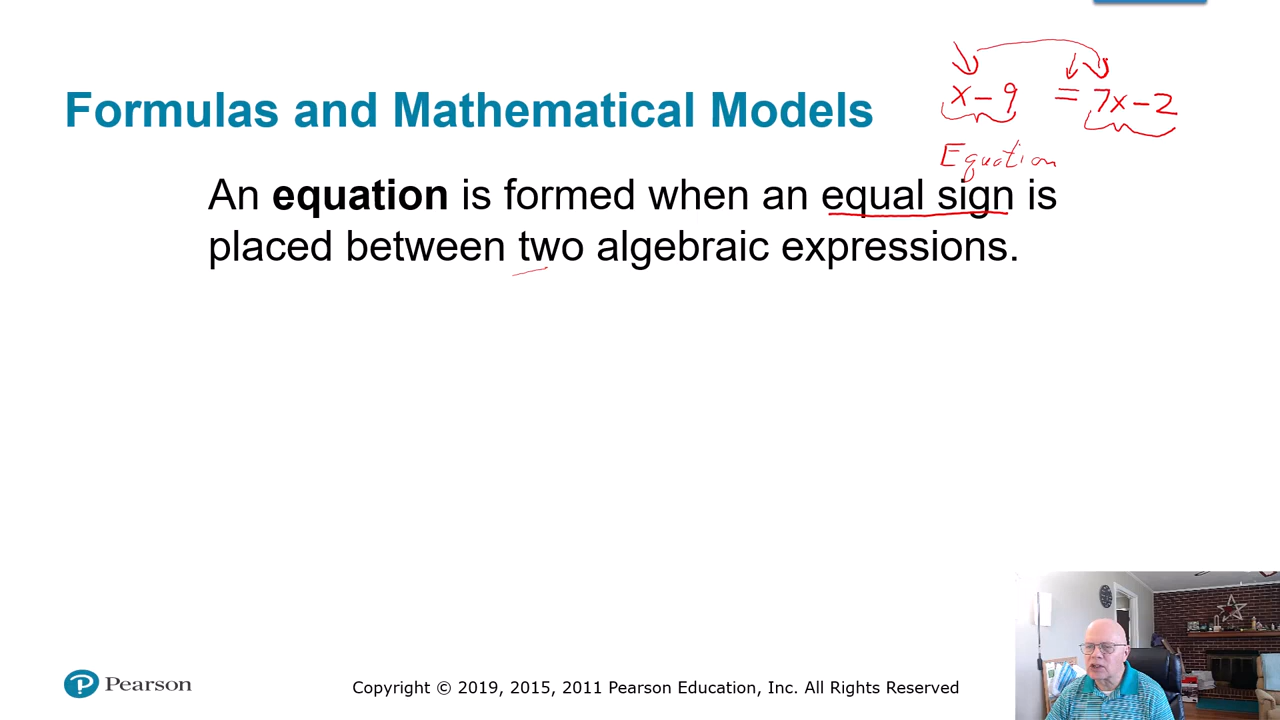 x - 9 = 7x - 2
Formulas and Mathematical Models
Equation
An equation is formed when an equal sign is
placed between two algebraic expressions.
Pearson
Copyright © 2019, 2015, 2011 Pearson Education, Inc. All Rights Reserved